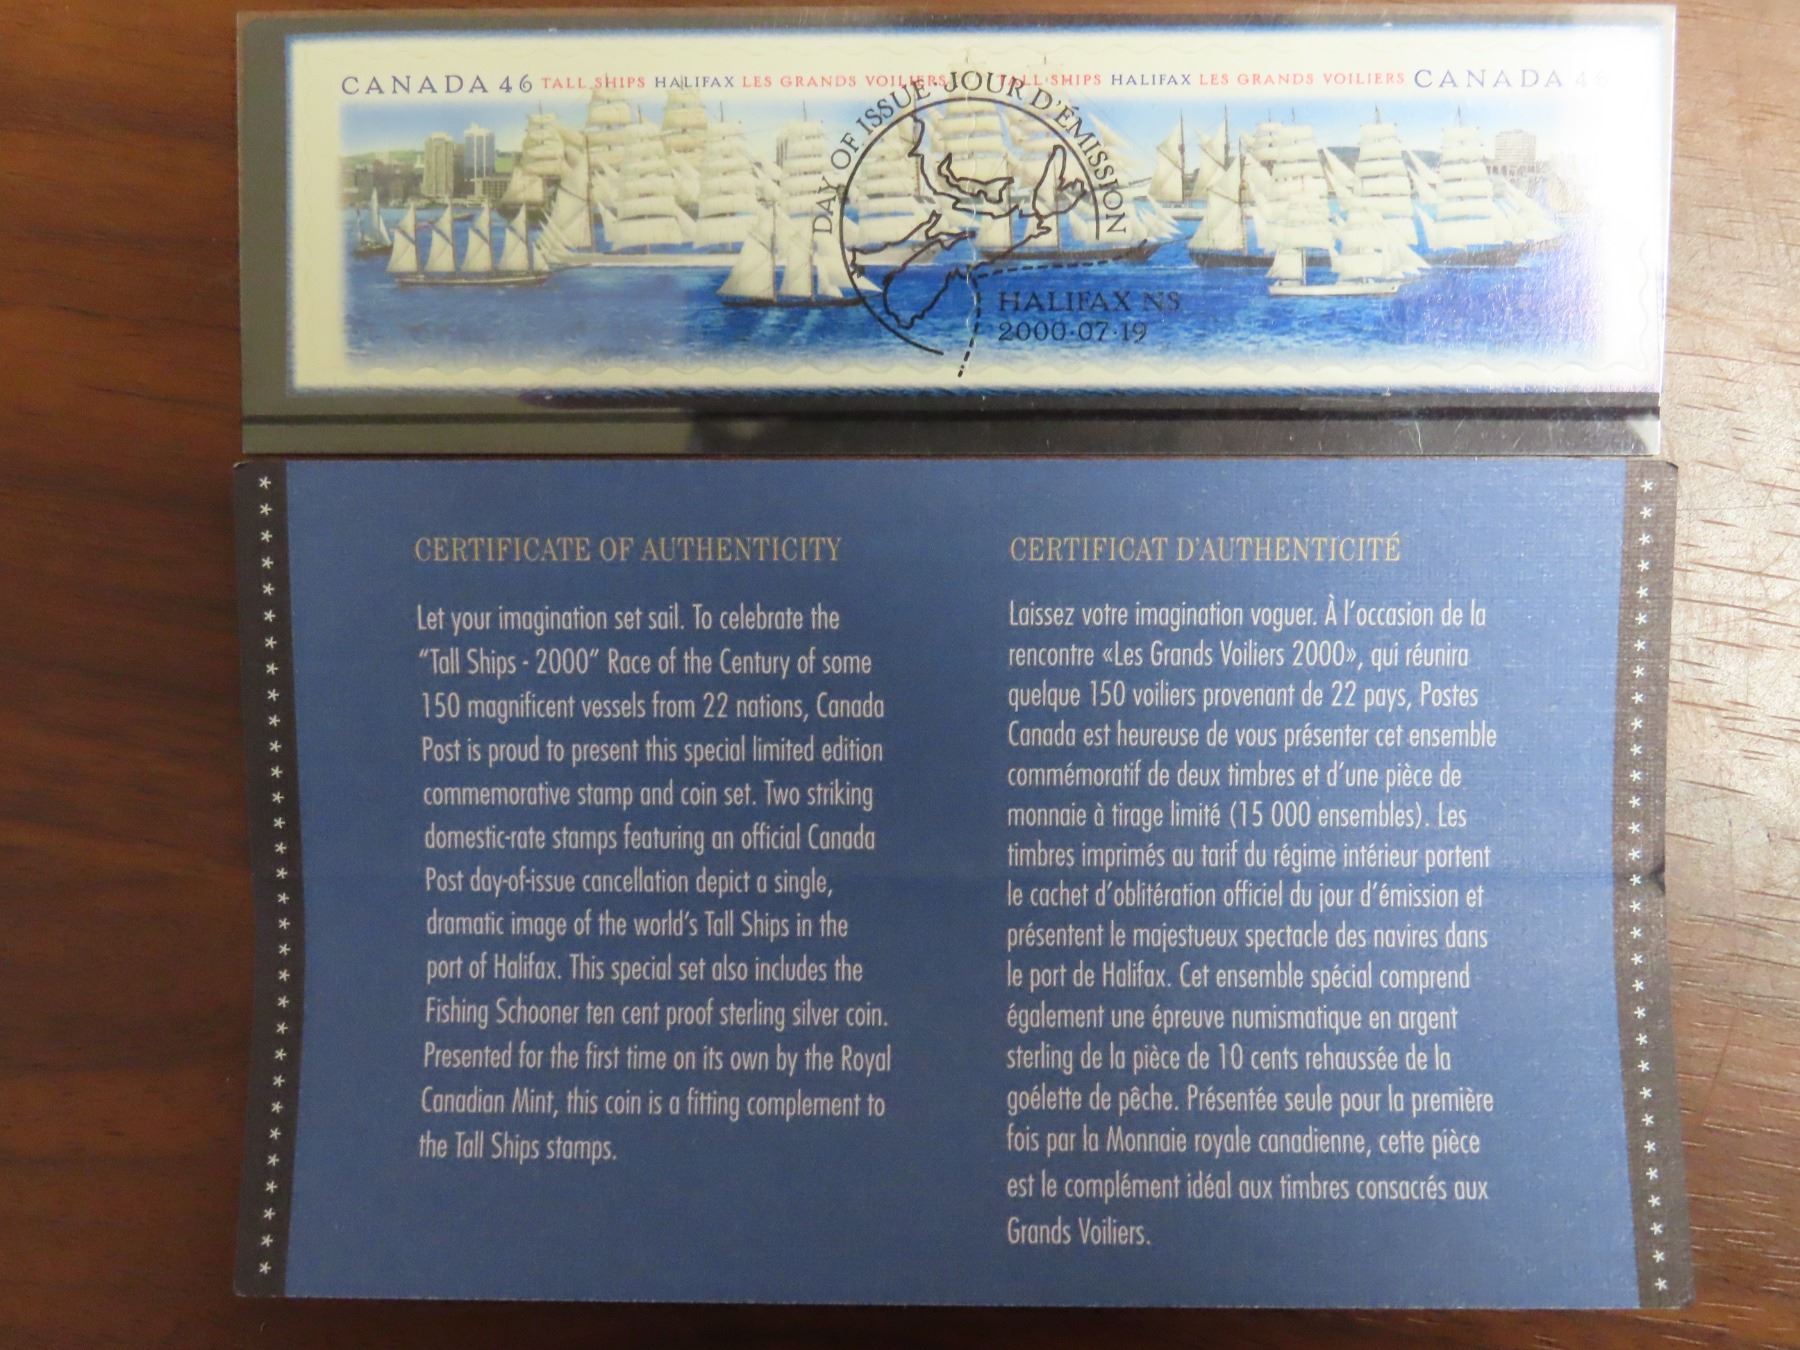 CANADA 46 TALL SHIPS HALIFAX LES GRANDS VOILIERS TALL SHIPS HALIFAX LES GRANDS VOILIERS CANADA 46
DAY OF ISSUE · JOUR D'ÉMISSION
HALIFAX NS
2000·07·19
CERTIFICATE OF AUTHENTICITY
Let your imagination set sail. To celebrate the
"Tall Ships - 2000" Race of the Century of some
150 magnificent vessels from 22 nations, Canada
Post is proud to present this special limited edition
commemorative stamp and coin set. Two striking
domestic-rate stamps featuring an official Canada
Post day-of-issue cancellation depict a single,
dramatic image of the world's Tall Ships in the
port of Halifax. This special set also includes the
Fishing Schooner ten cent proof sterling silver coin.
Presented for the first time on its own by the Royal
Canadian Mint, this coin is a fitting complement to
the Tall Ships stamps.
CERTIFICAT D'AUTHENTICITÉ
Laissez votre imagination voguer. À l'occasion de la
rencontre «Les Grands Voiliers 2000», qui réunira
quelque 150 voiliers provenant de 22 pays, Postes
Canada est heureuse de vous présenter cet ensemble
commémoratif de deux timbres et d'une pièce de
monnaie à tirage limité (15 000 ensembles). Les
timbres imprimés au tarif du régime intérieur portent
le cachet d'oblitération officiel du jour d'émission et
présentent le majestueux spectacle des navires dans
le port de Halifax. Cet ensemble spécial comprend
également une épreuve numismatique en argent
sterling de la pièce de 10 cents rehaussée de la
goélette de pêche. Présentée seule pour la première
fois par la Monnaie royale canadienne, cette pièce
est le complément idéal aux timbres consacrés aux
Grands Voiliers.